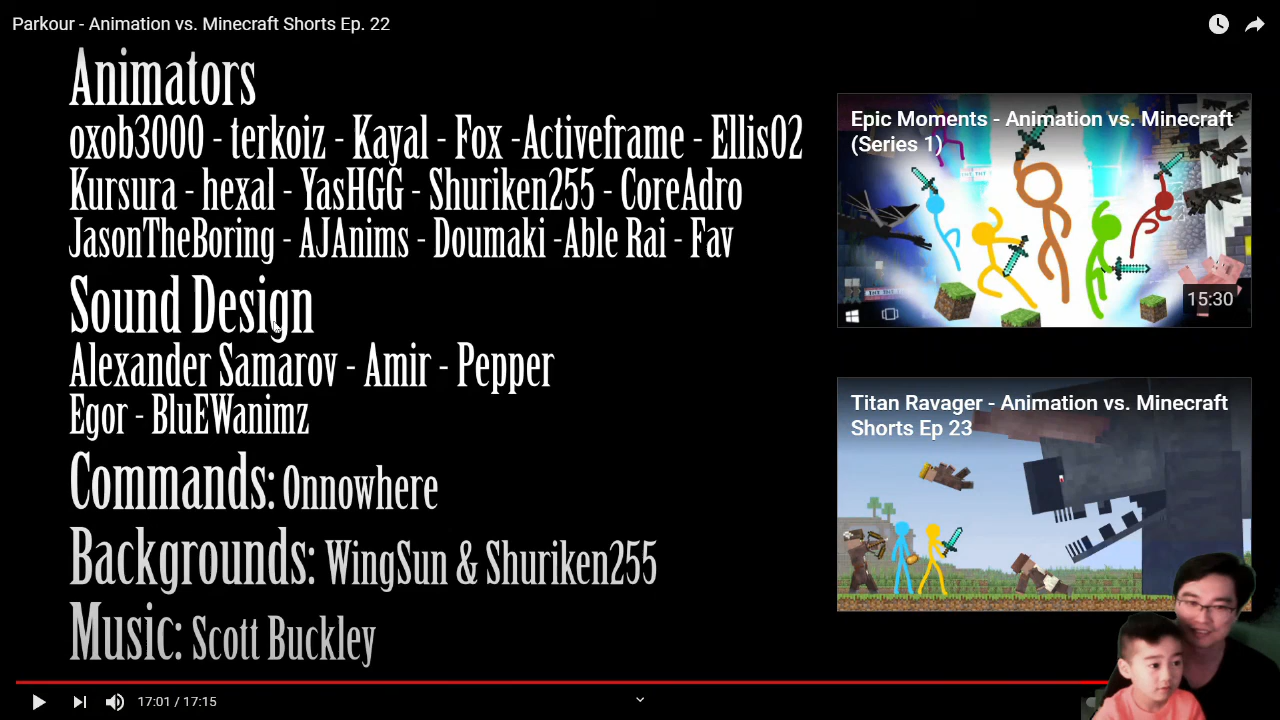 Parkour - Animation vs. Minecraft Shorts Ep. 22
Animators
oxob3000 - terkoiz - Kayal - Fox -Activeframe - Ellis02
Kursura - hexal - YasHGG - Shuriken255 - CoreAdro
JasonTheBoring - AJAnims - Doumaki -Able Rai - Fav
Sound Design
Alexander Samarov - Amir - Pepper
Egor - BluEWanimz
Commands: Onnowhere
Backgrounds: WingSun & Shuriken255
Music: Scott Buckley
Epic Moments - Animation vs. Minecraft
(Series 1)
15:30
Titan Ravager - Animation vs. Minecraft
Shorts Ep 23
17:01 / 17:15